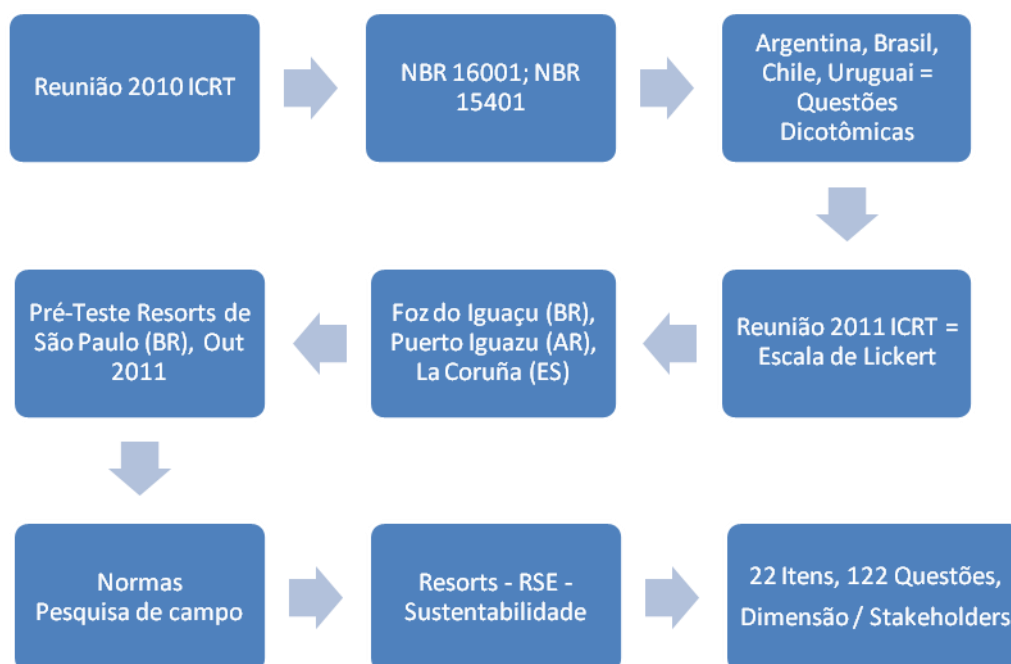 Reunião 2010 ICRT
NBR 16001; NBR
15401
Argentina, Brasil,
Chile, Uruguai =
Questões
Dicotômicas
Reunião 2011 ICRT =
Escala de Lickert
Foz do Iguaçu (BR),
Puerto Iguazu (AR),
La Coruña (ES)
Pré-Teste Resorts de
São Paulo (BR), Out
2011
Normas
Pesquisa de campo
Resorts - RSE -
Sustentabilidade
22 Itens, 122 Questões,
Dimensão / Stakeholders